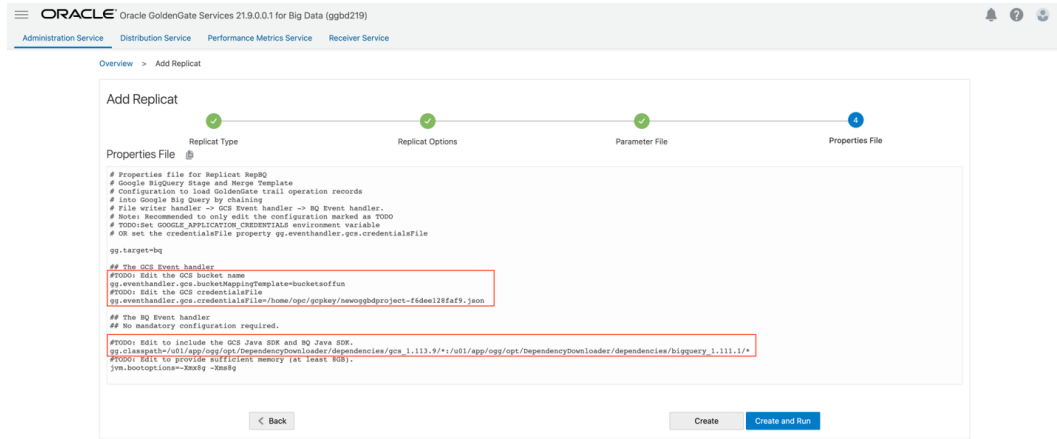 ORACLE® Oracle GoldenGate Services 21.9.0.0.1 for Big Data (ggbd219)
Administration Service Distribution Service Performance Metrics Service Receiver Service
Overview > Add Replicat
Add Replicat
4
Replicat Type Replicat Options Parameter File Properties File
Properties File
# Properties file for Replicat RepBQ
# Google BigQuery Stage and Merge Template
# Configuration to load GoldenGate trail operation records
# into Google Big Query by chaining
# File writer handler -> GCS Event handler -> BQ Event handler.
# Note: Recommended to only edit the configuration marked as TODO
# TODO:Set GOOGLE_APPLICATION_CREDENTIALS environment variable
# OR set the credentialsFile property gg.eventhandler.gcs.credentialsFile
gg.target=bq
## The GCS Event handler
#TODO: Edit the GCS bucket name
gg.eventhandler.gcs.bucketMappingTemplate=bucketsoffun
#TODO: Edit the GCS credentialsFile
gg.eventhandler.gcs.credentialsFile=/home/opc/gcpkey/newoggbdproject-f6dee128faf9.json
## The BQ Event handler
## No mandatory configuration required.
#TODO: Edit to include the GCS Java SDK and BQ Java SDK.
gg.classpath=/u01/app/ogg/opt/DependencyDownloader/dependencies/gcs_1.113.9/*:/u01/app/ogg/opt/DependencyDownloader/dependencies/bigquery_1.111.1/*
#TODO: Edit to provide sufficient memory (at least 8GB).
jvm.bootoptions=-Xmx8g -Xms8g
< Back Create Create and Run